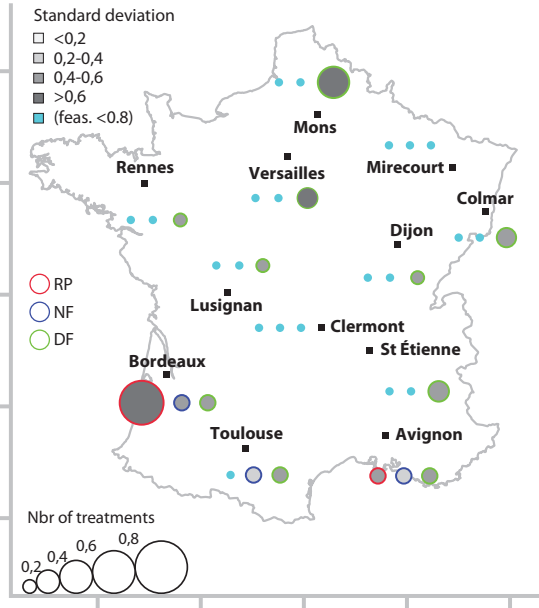 Standard deviation
<0,2
0,2-0,4
0,4-0,6
>0,6
(feas. <0.8)
Mons
Rennes
Versailles
Mirecourt
Colmar
Dijon
RP
NF
DF
Lusignan
Clermont
St Étienne
Bordeaux
Toulouse
Avignon
Nbr of treatments
0,2
0,4
0,6
0,8